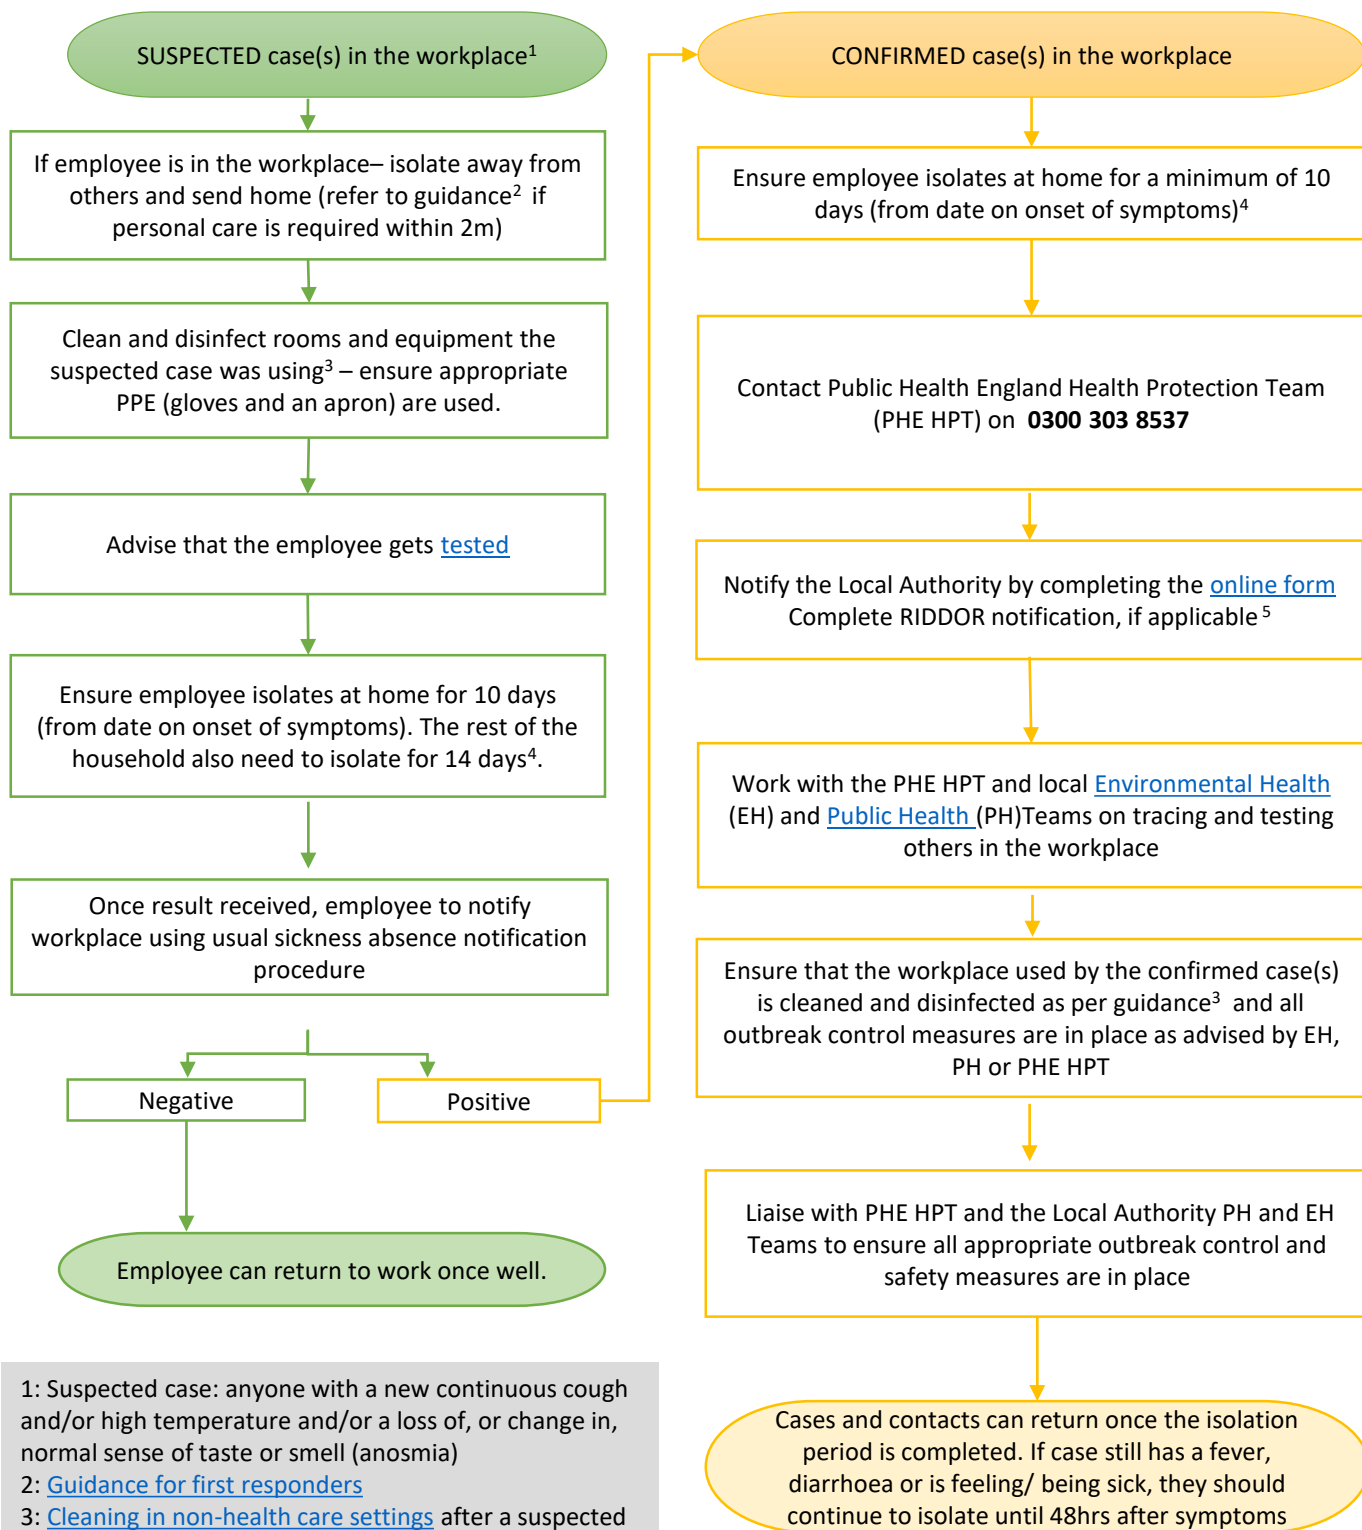 SUSPECTED case(s) in the workplace1
If employee is in the workplace– isolate away from
others and send home (refer to guidance2 if
personal care is required within 2m)
Clean and disinfect rooms and equipment the
suspected case was using3 – ensure appropriate
PPE (gloves and an apron) are used.
Advise that the employee gets tested
Ensure employee isolates at home for 10 days
(from date on onset of symptoms). The rest of the
household also need to isolate for 14 days4.
Once result received, employee to notify
workplace using usual sickness absence notification
procedure
Negative
Positive
Employee can return to work once well.
1: Suspected case: anyone with a new continuous cough
and/or high temperature and/or a loss of, or change in,
normal sense of taste or smell (anosmia)
2: Guidance for first responders
3: Cleaning in non-health care settings after a suspected
CONFIRMED case(s) in the workplace
Ensure employee isolates at home for a minimum of 10
days (from date on onset of symptoms)4
Contact Public Health England Health Protection Team
(PHE HPT) on 0300 303 8537
Notify the Local Authority by completing the online form
Complete RIDDOR notification, if applicable 5
Work with the PHE HPT and local Environmental Health
(EH) and Public Health (PH)Teams on tracing and testing
others in the workplace
Ensure that the workplace used by the confirmed case(s)
is cleaned and disinfected as per guidance3 and all
outbreak control measures are in place as advised by EH,
PH or PHE HPT
Liaise with PHE HPT and the Local Authority PH and EH
Teams to ensure all appropriate outbreak control and
safety measures are in place
Cases and contacts can return once the isolation
period is completed. If case still has a fever,
diarrhoea or is feeling/ being sick, they should
continue to isolate until 48hrs after symptoms